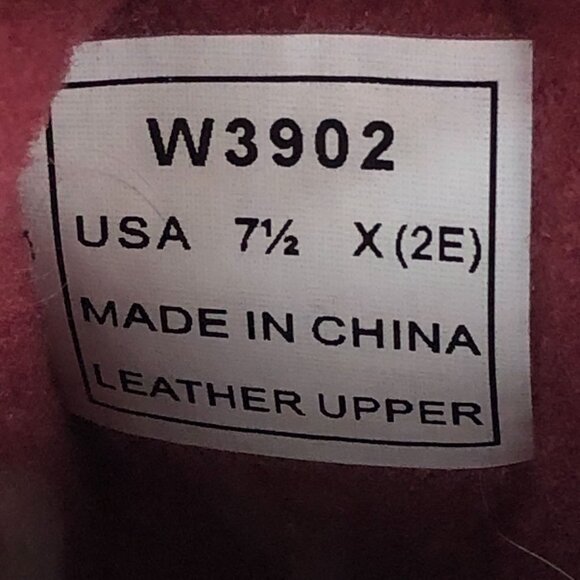 W3902
USA 7½ X (2E)
MADE IN CHINA
LEATHER UPPER